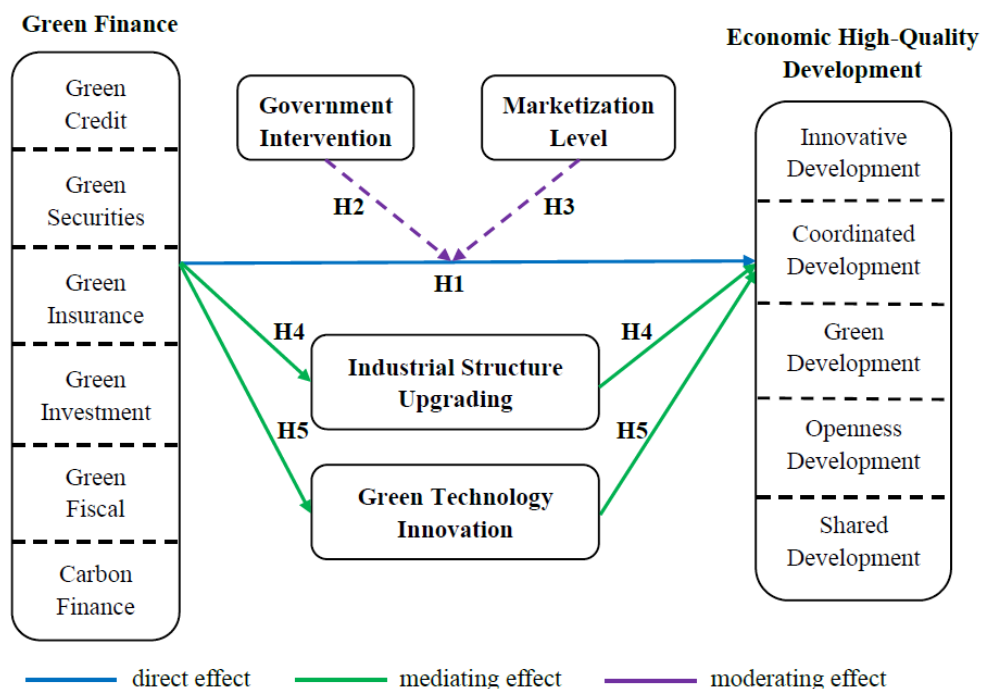 Green Finance
Green
Credit
Green
Securities
Green
Insurance
Green
Investment
Green
Fiscal
Carbon
Finance
Government
Intervention
Marketization
Level
H2
H3
H1
H4
Industrial Structure
Upgrading
H4
H5
Green Technology
Innovation
H5
Economic High-Quality
Development
Innovative
Development
Coordinated
Development
Green
Development
Openness
Development
Shared
Development
direct effect
mediating effect
moderating effect